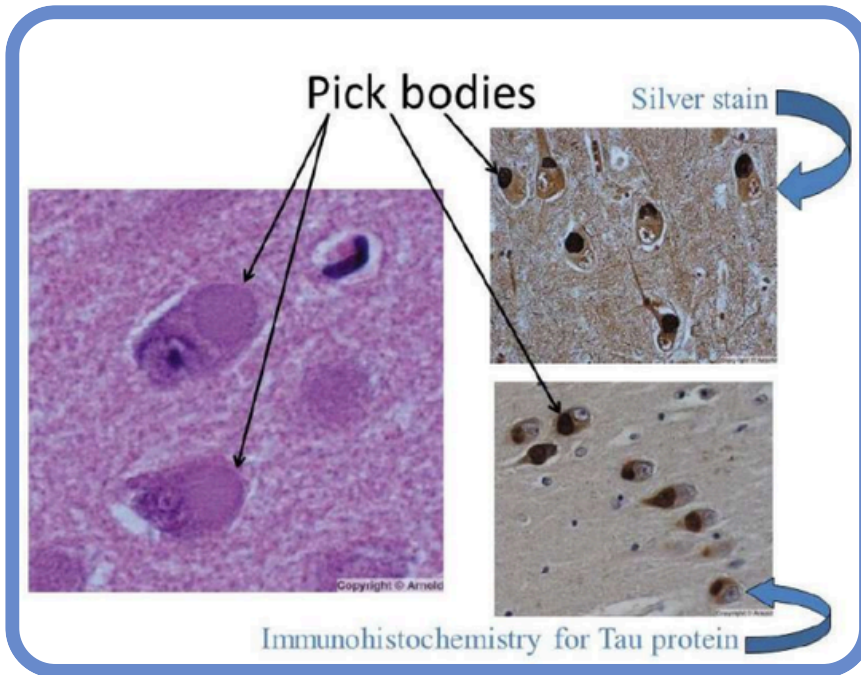 Pick bodies
Silver stain
Copyright © Arnold
Immunohistochemistry for Tau protein